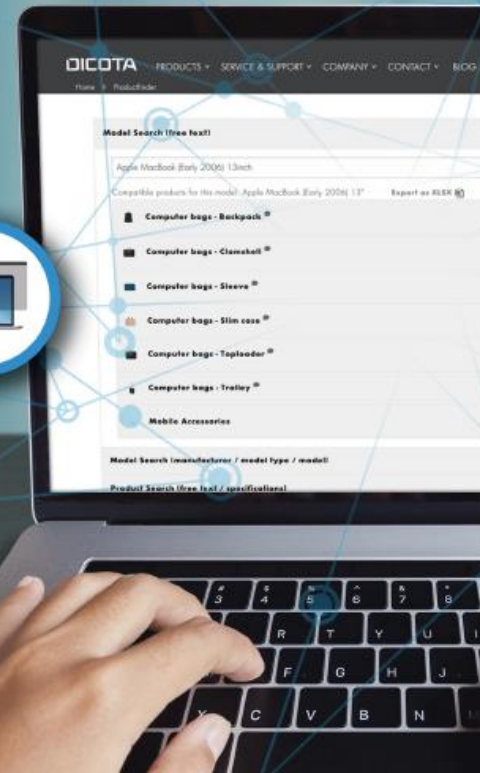 DICOTA PRODUCTS SERVICE & SUPPORT COMPANY CONTACT BLOG
Home Productfinder
Model Search (free text)
Apple MacBook (Early 2006) 13inch
Compatible products for this model: Apple MacBook (Early 2006) 13" Export as XLSX
Computer bags - Backpack
Computer bags - Clamshell
Computer bags - Sleeve
Computer bags - Slim case
Computer bags - Toploader
Computer bags - Trolley
Mobile Accessories
Model Search (manufacturer / model type / model)
Product Search (free text / specifications)
# $ % ^ & *
3 4 5 6 7 8
R T Y U I
F G H J
X C V B N